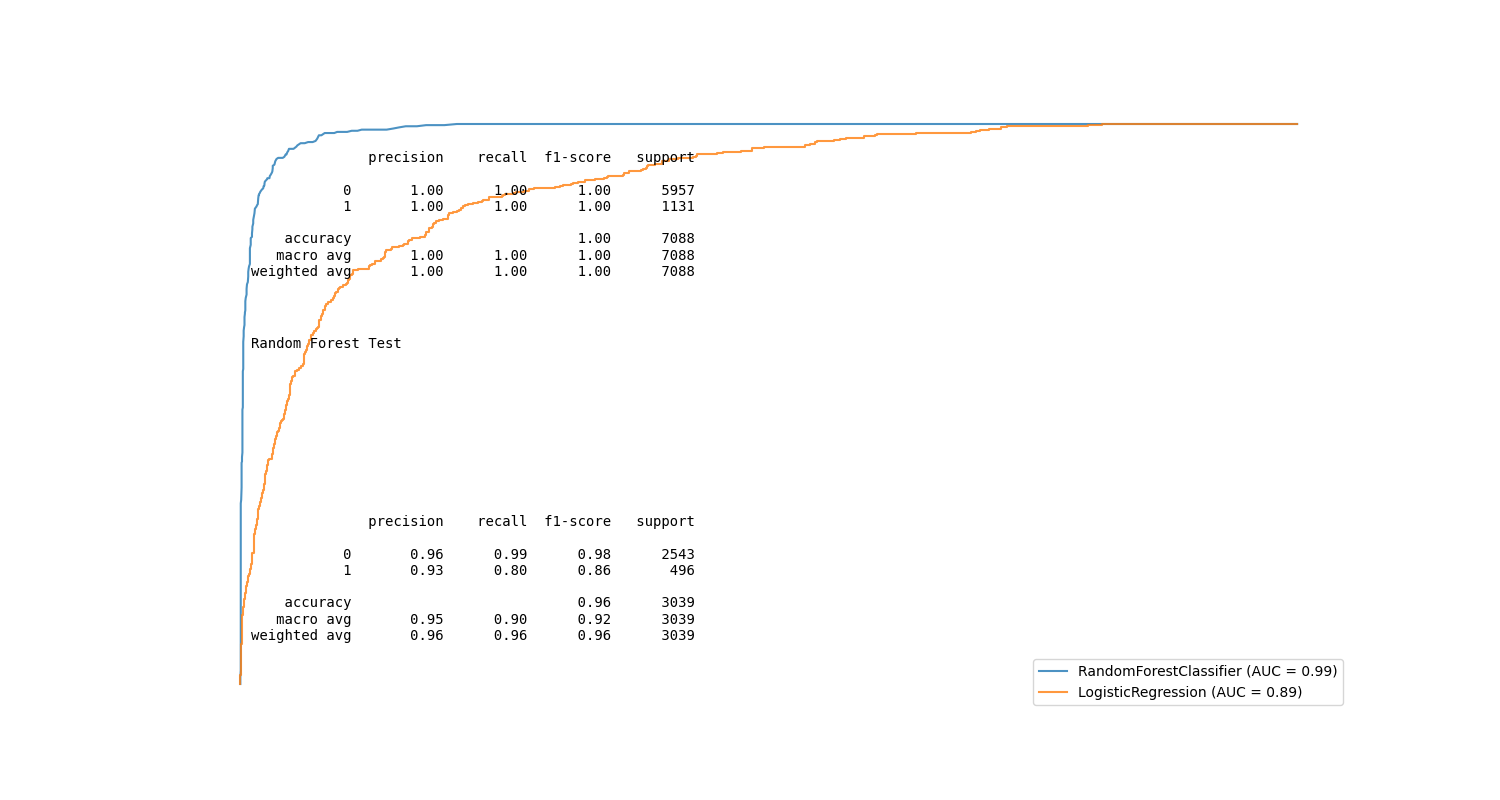 precision recall f1-score support
0 1.00 1.00 1.00 5957
1 1.00 1.00 1.00 1131
accuracy 1.00 7088
macro avg 1.00 1.00 1.00 7088
weighted avg 1.00 1.00 1.00 7088
Random Forest Test
precision recall f1-score support
0 0.96 0.99 0.98 2543
1 0.93 0.80 0.86 496
accuracy 0.96 3039
macro avg 0.95 0.90 0.92 3039
weighted avg 0.96 0.96 0.96 3039
RandomForestClassifier (AUC = 0.99)
LogisticRegression (AUC = 0.89)